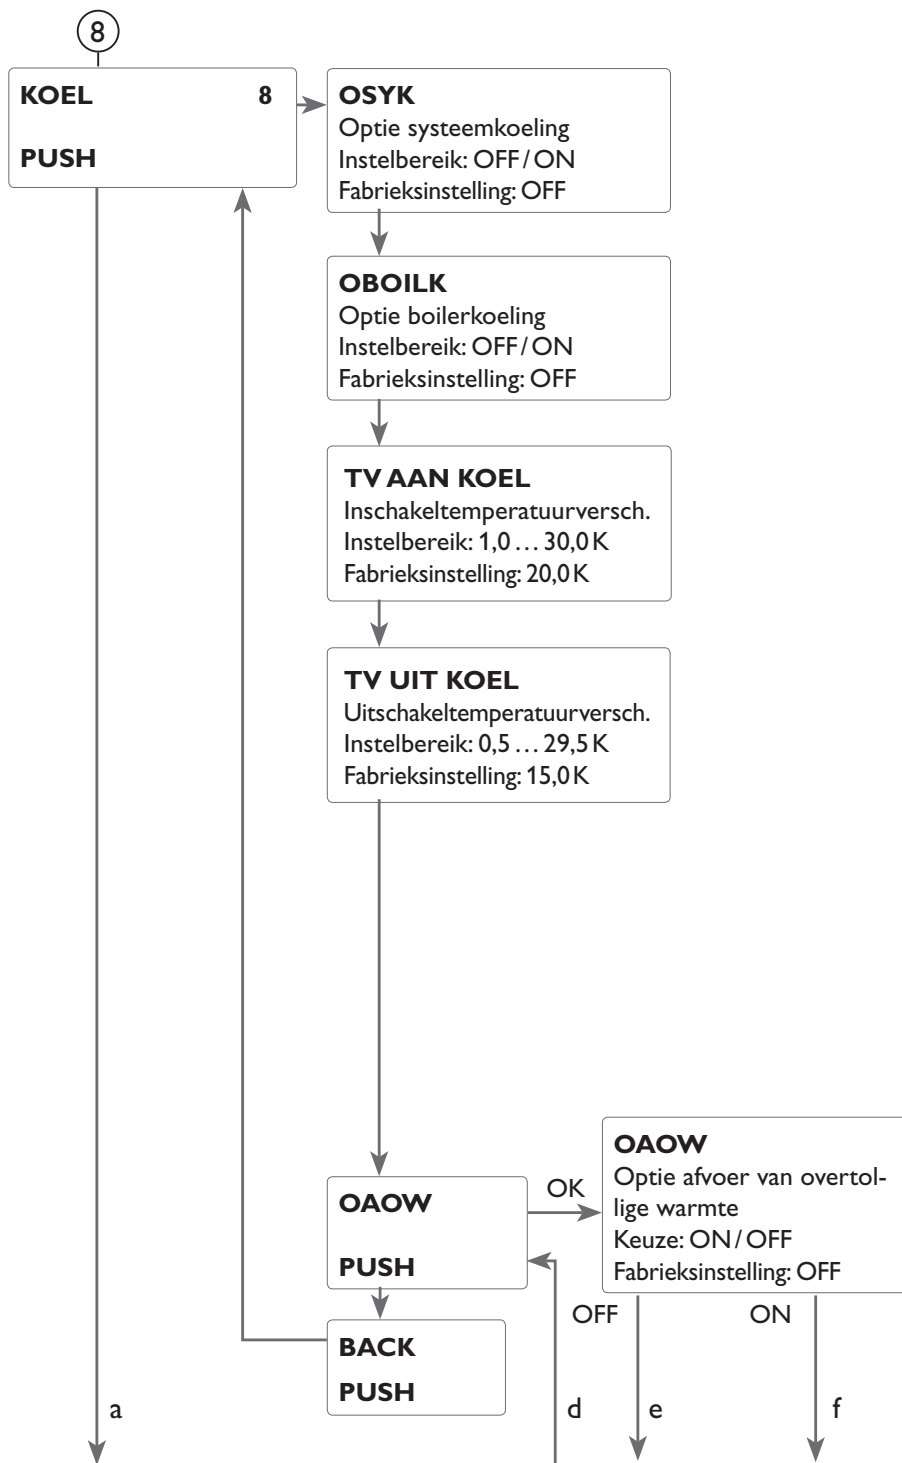 8
KOEL 8
PUSH
OSYK
Optie systeemkoeling
Instelbereik: OFF / ON
Fabrieksinstelling: OFF
OBOILK
Optie boilerkoeling
Instelbereik: OFF / ON
Fabrieksinstelling: OFF
TV AAN KOEL
Inschakeltemperatuurversch.
Instelbereik: 1,0 … 30,0 K
Fabrieksinstelling: 20,0 K
TV UIT KOEL
Uitschakeltemperatuurversch.
Instelbereik: 0,5 … 29,5 K
Fabrieksinstelling: 15,0 K
OAOW
PUSH
OK
OAOW
Optie afvoer van overtol-
lige warmte
Keuze: ON / OFF
Fabrieksinstelling: OFF
OFF
ON
BACK
PUSH
a
d
e
f